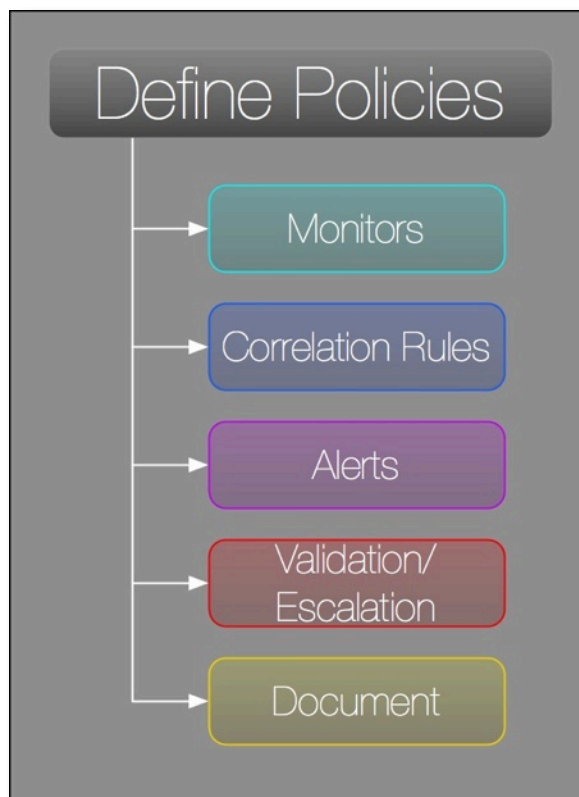 Define Policies
Monitors
Correlation Rules
Alerts
Validation/
Escalation
Document